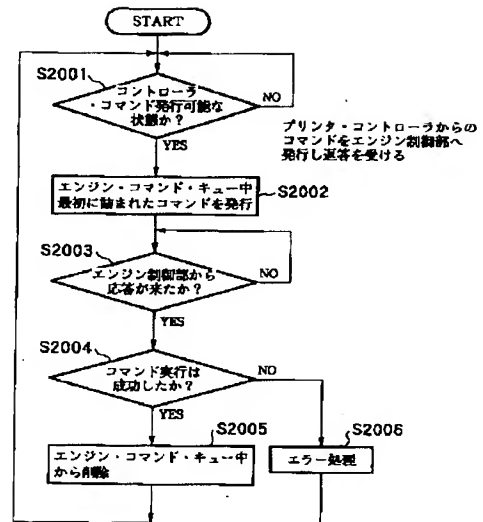 START
S2001
コントローラ
・コマンド発行可能な
状態か？
NO
YES
プリンタ・コントローラからの
コマンドをエンジン制御部へ
発行し返答を受ける
エンジン・コマンド・キュー中
最初に詰まれたコマンドを発行
S2002
S2003
エンジン制御部から
応答が来たか？
NO
YES
S2004
コマンド実行は
成功したか？
NO
YES
S2005
エンジン・コマンド・キュー中
から削除
S2006
エラー処理